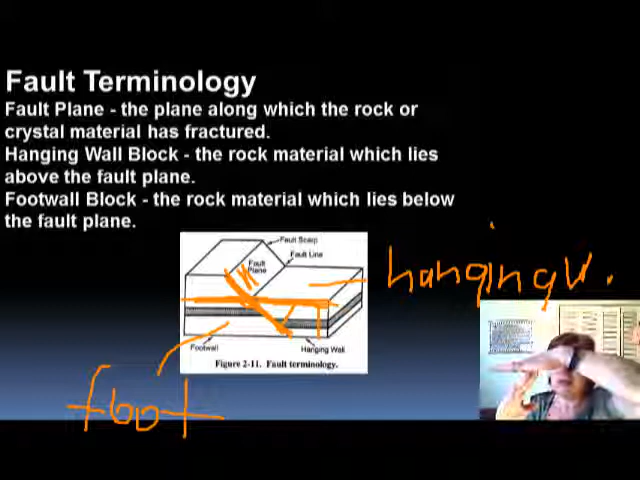 Fault Terminology
Fault Plane - the plane along which the rock or
crystal material has fractured.
Hanging Wall Block - the rock material which lies
above the fault plane.
Footwall Block - the rock material which lies below
the fault plane.
Fault Scarp
Fault Line
Fault
Plane
hanging w.
Footwall
Hanging Wall
Figure 2-11. Fault terminology.
foot